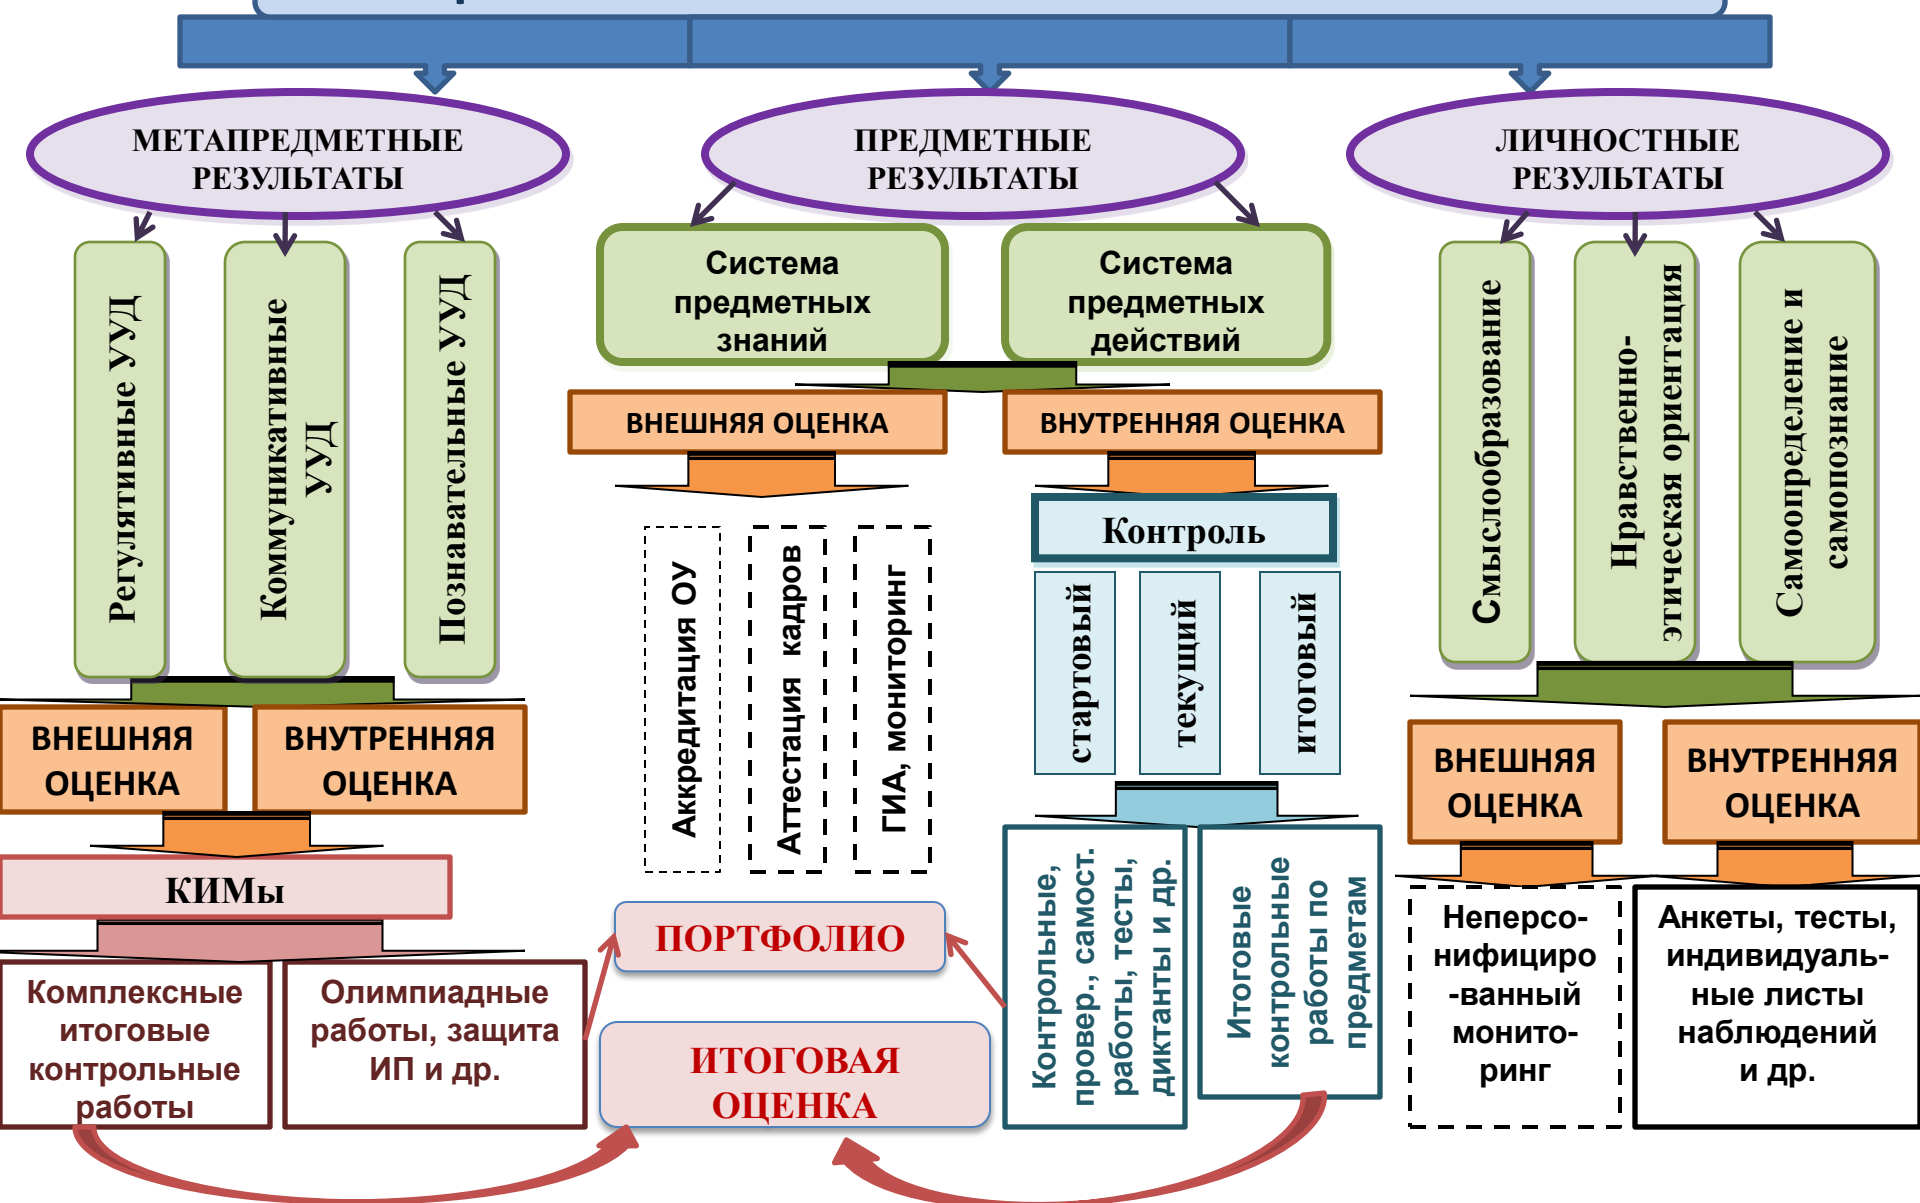 МЕТАПРЕДМЕТНЫЕ
РЕЗУЛЬТАТЫ
ПРЕДМЕТНЫЕ
РЕЗУЛЬТАТЫ
ЛИЧНОСТНЫЕ
РЕЗУЛЬТАТЫ
Регулятивные УУД
Коммуникативные
УУД
Познавательные УУД
Система
предметных
знаний
Система
предметных
действий
Смыслообразование
Нравственно-
этическая ориентация
Самоопределение и
самопознание
ВНЕШНЯЯ ОЦЕНКА
ВНУТРЕННЯЯ ОЦЕНКА
Аккредитация ОУ
Аттестация кадров
ГИА, мониторинг
Контроль
стартовый
текущий
итоговый
ВНЕШНЯЯ
ОЦЕНКА
ВНУТРЕННЯЯ
ОЦЕНКА
ВНЕШНЯЯ
ОЦЕНКА
ВНУТРЕННЯЯ
ОЦЕНКА
КИМы
Комплексные
итоговые
контрольные
работы
Олимпиадные
работы, защита
ИП и др.
ПОРТФОЛИО
ИТОГОВАЯ
ОЦЕНКА
Контрольные,
провер., самост.
работы, тесты,
диктанты и др.
Итоговые
контрольные
работы по
предметам
Неперсо-
нифициро
-ванный
монито-
ринг
Анкеты, тесты,
индивидуаль-
ные листы
наблюдений
и др.